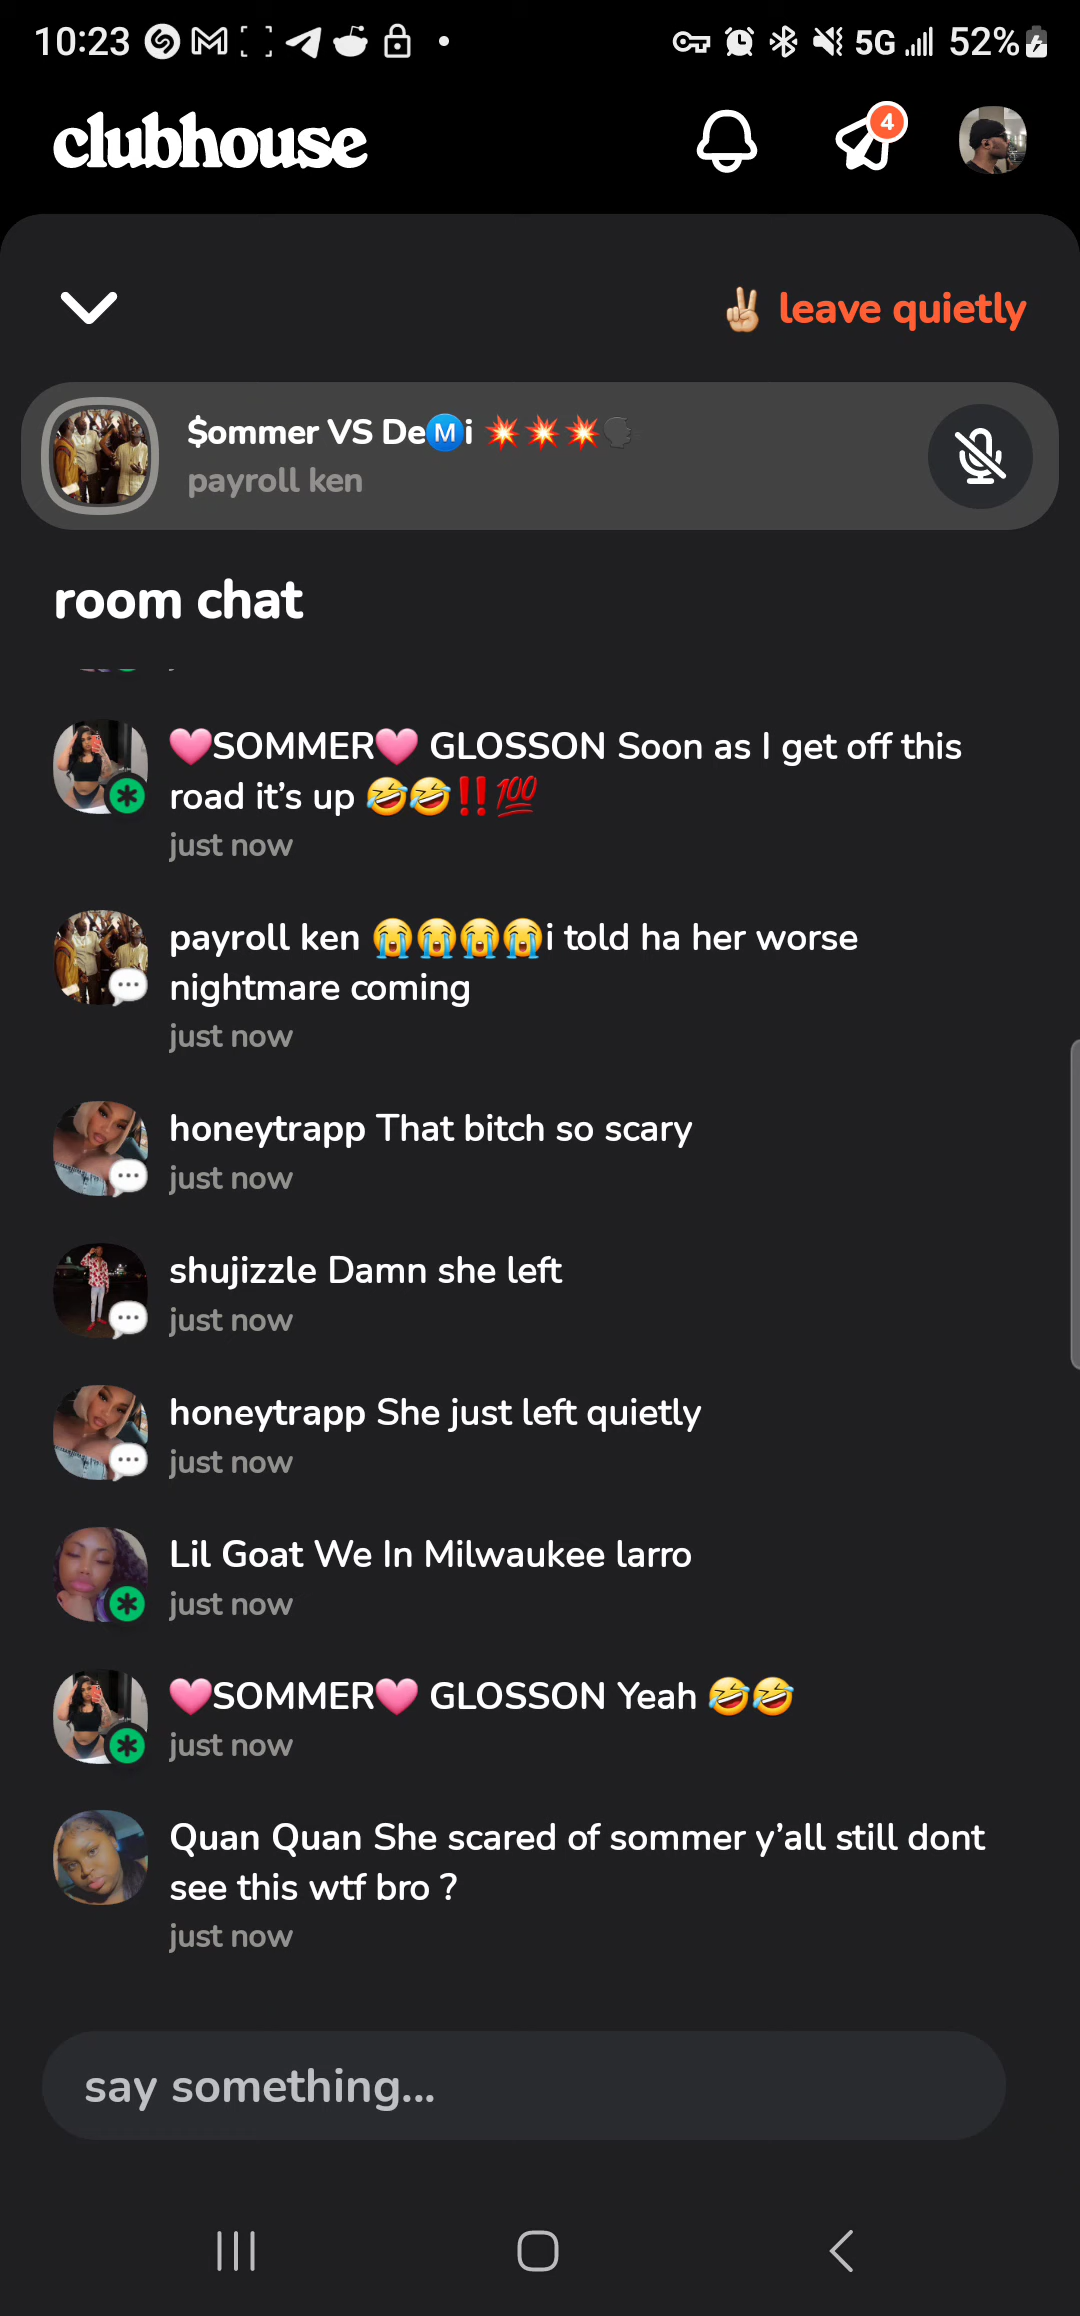 10:23 5G 52%
clubhouse 4
✌🏼 leave quietly
$ommer VS DeⓂ️i 💥💥💥🗣️
payroll ken
room chat
🩷SOMMER🩷 GLOSSON Soon as I get off this
road it’s up 🤣🤣‼️💯
just now
payroll ken 😭😭😭😭i told ha her worse
nightmare coming
just now
honeytrapp That bitch so scary
just now
shujizzle Damn she left
just now
honeytrapp She just left quietly
just now
Lil Goat We In Milwaukee larro
just now
🩷SOMMER🩷 GLOSSON Yeah 🤣🤣
just now
Quan Quan She scared of sommer y’all still dont
see this wtf bro ?
just now
say something...